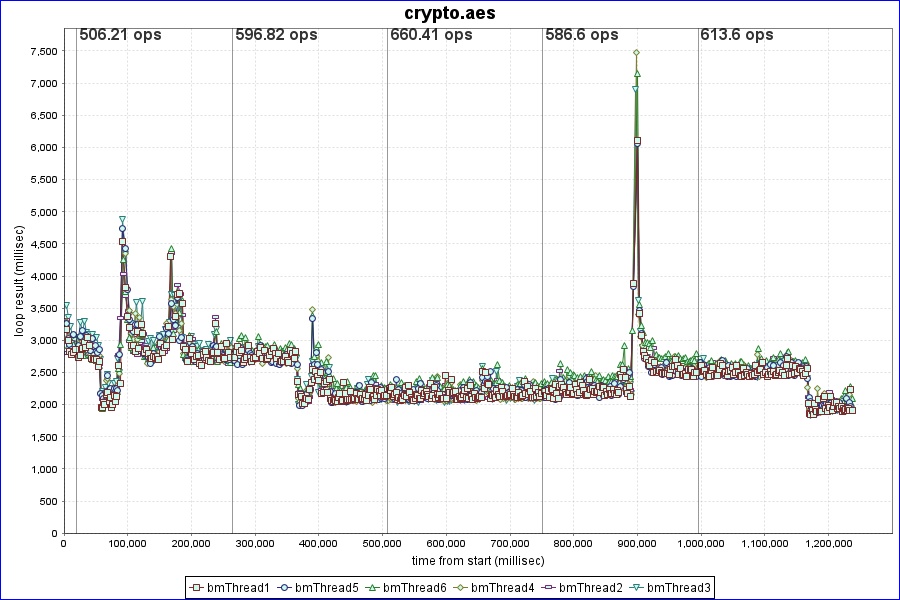 crypto.aes
506.21 ops 596.82 ops 660.41 ops 586.6 ops 613.6 ops
7,500
7,000
6,500
6,000
5,500
5,000
4,500
4,000
3,500
3,000
2,500
2,000
1,500
1,000
500
0
loop result (millisec)
0 100,000 200,000 300,000 400,000 500,000 600,000 700,000 800,000 900,000 1,000,000 1,100,000 1,200,000
time from start (millisec)
bmThread1 bmThread5 bmThread6 bmThread4 bmThread2 bmThread3